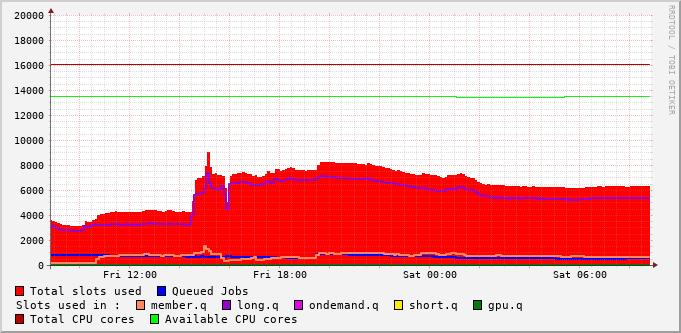 20000
18000
16000
14000
12000
10000
8000
6000
4000
2000
0
Fri 12:00 Fri 18:00 Sat 00:00 Sat 06:00
Total slots used Queued Jobs
Slots used in : member.q long.q ondemand.q short.q gpu.q
Total CPU cores Available CPU cores
RRDTOOL / TOBI OETIKER